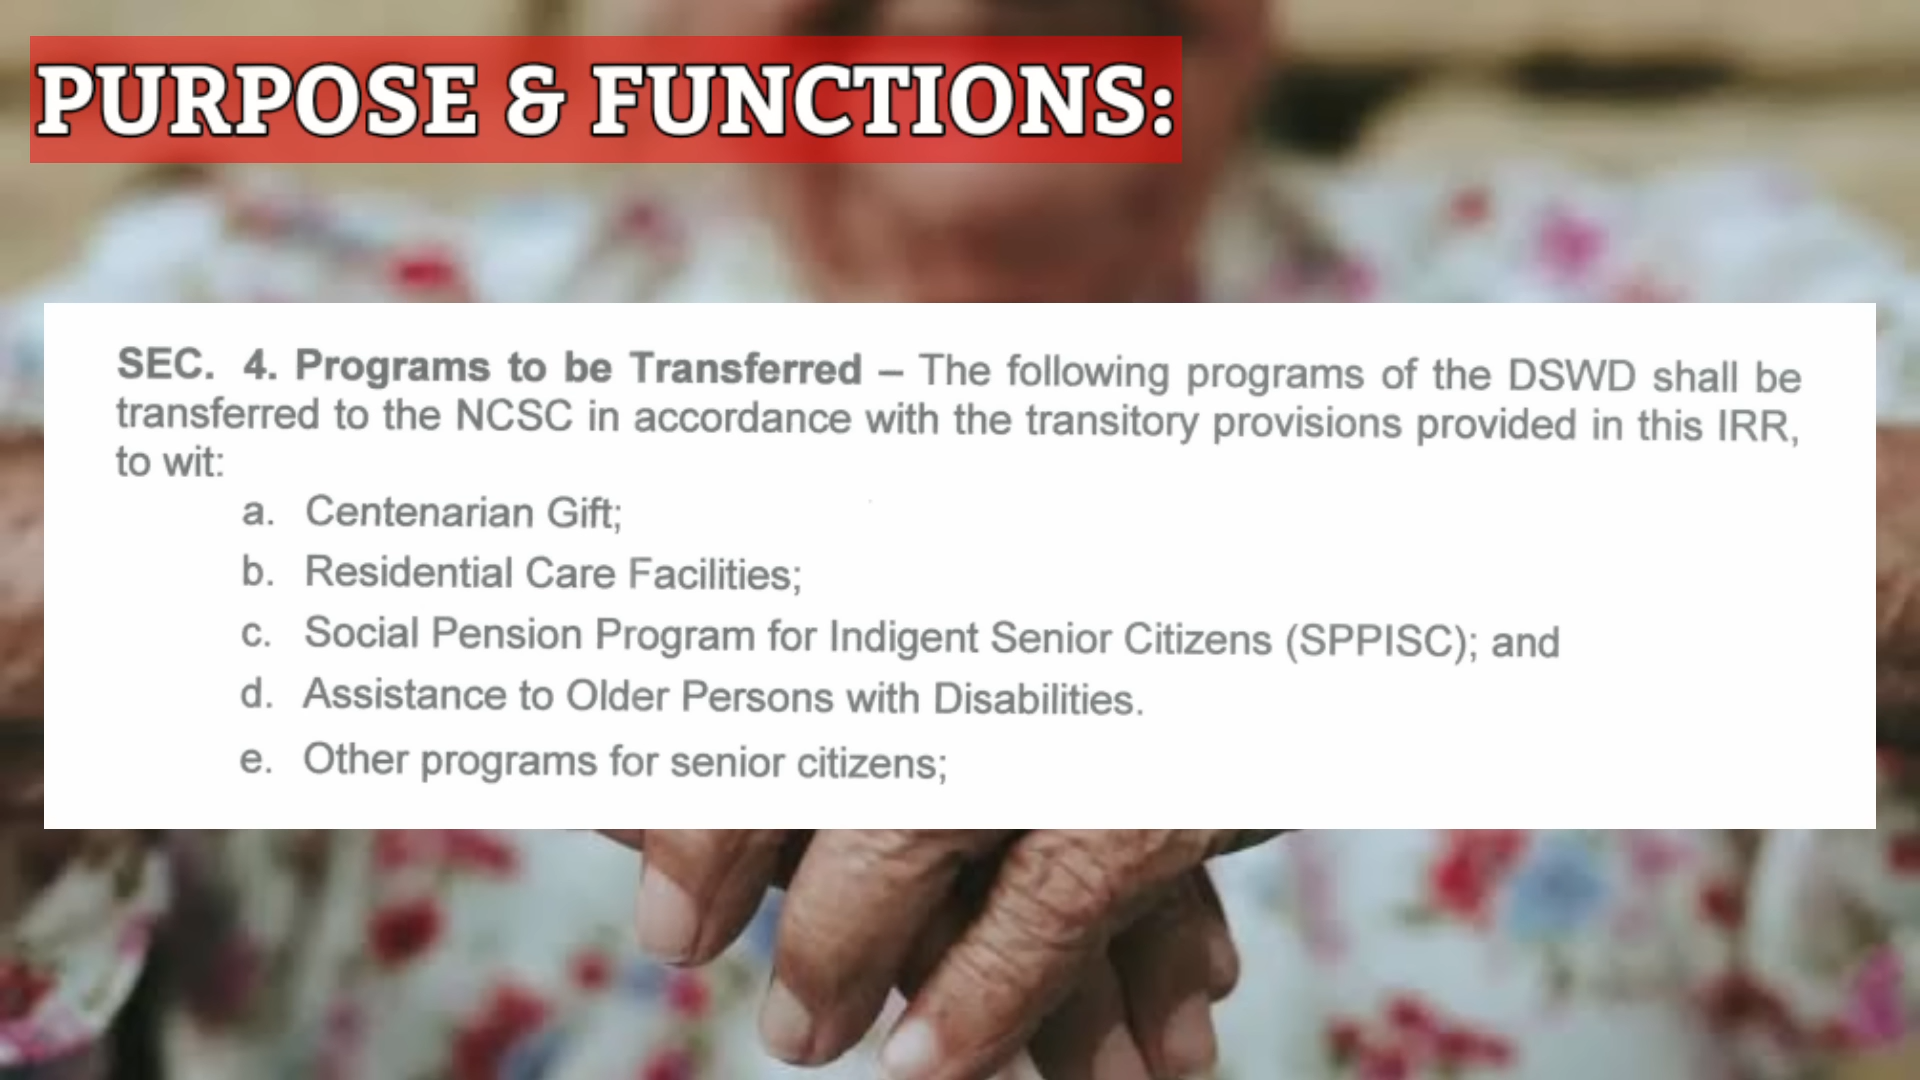 PURPOSE & FUNCTIONS:
SEC. 4. Programs to be Transferred – The following programs of the DSWD shall be
transferred to the NCSC in accordance with the transitory provisions provided in this IRR,
to wit:
a. Centenarian Gift;
b. Residential Care Facilities;
c. Social Pension Program for Indigent Senior Citizens (SPPISC); and
d. Assistance to Older Persons with Disabilities.
e. Other programs for senior citizens;